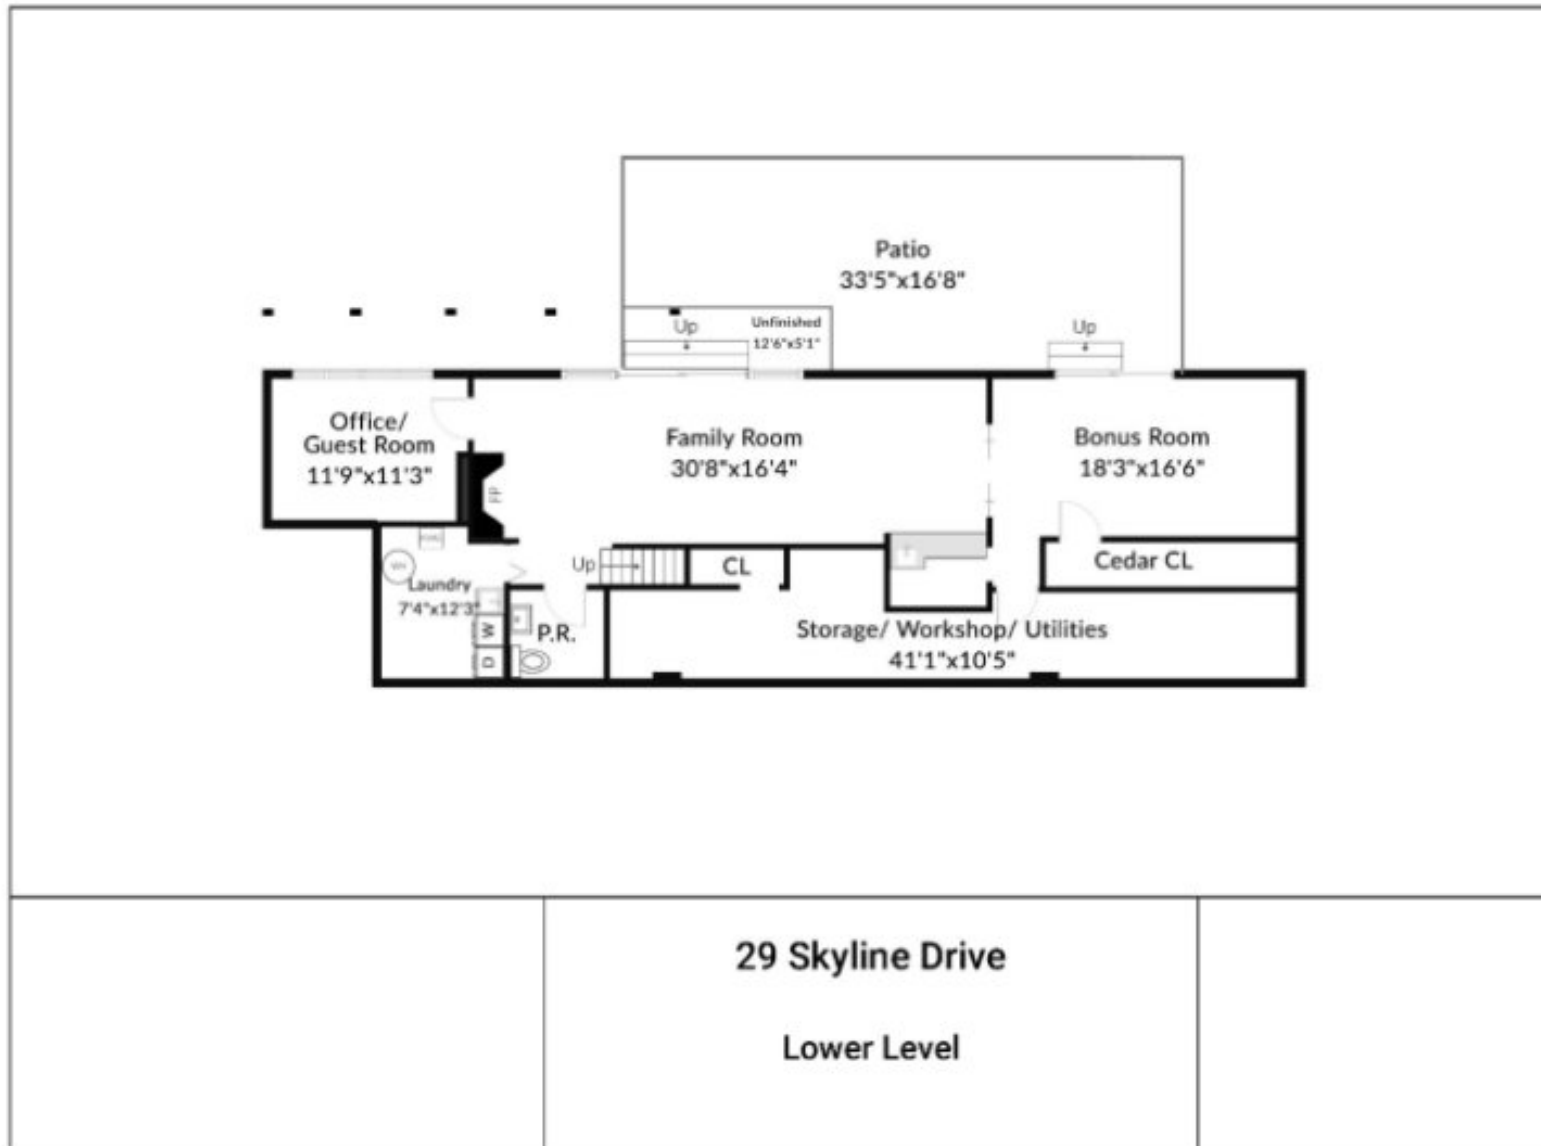 Patio
33'5"x16'8"
Up
Unfinished
12'6"x5'1"
Up
Office/
Guest Room
11'9"x11'3"
Family Room
30'8"x16'4"
Bonus Room
18'3"x16'6"
FP
Up
CL
Cedar CL
WH
Laundry
7'4"x12'3"
W
D
P.R.
Storage/ Workshop/ Utilities
41'1"x10'5"
29 Skyline Drive
Lower Level